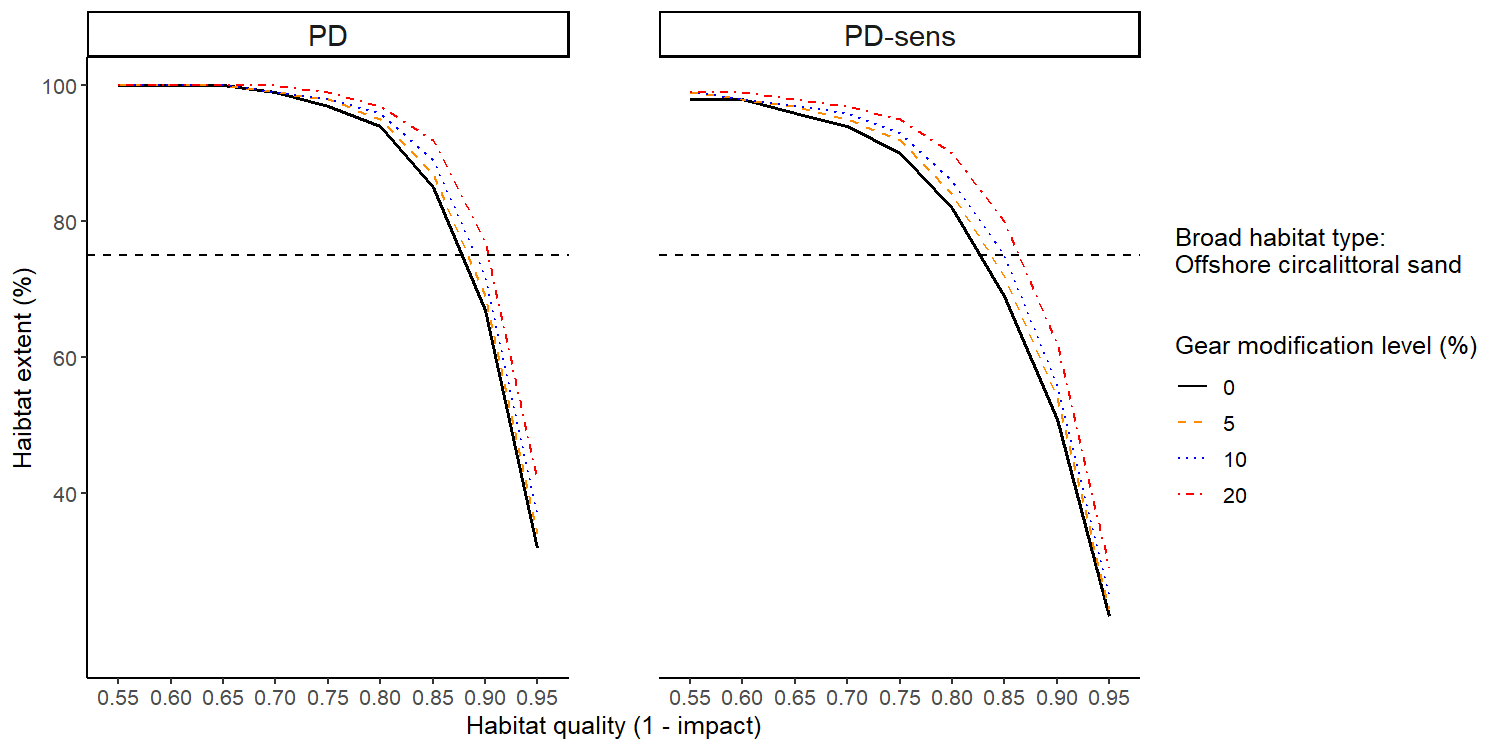 PD
PD-sens
Haibtat extent (%)
100
80
60
40
0.55 0.60 0.65 0.70 0.75 0.80 0.85 0.90 0.95
0.55 0.60 0.65 0.70 0.75 0.80 0.85 0.90 0.95
Habitat quality (1 - impact)
Broad habitat type:
Offshore circalittoral sand
Gear modification level (%)
0
5
10
20